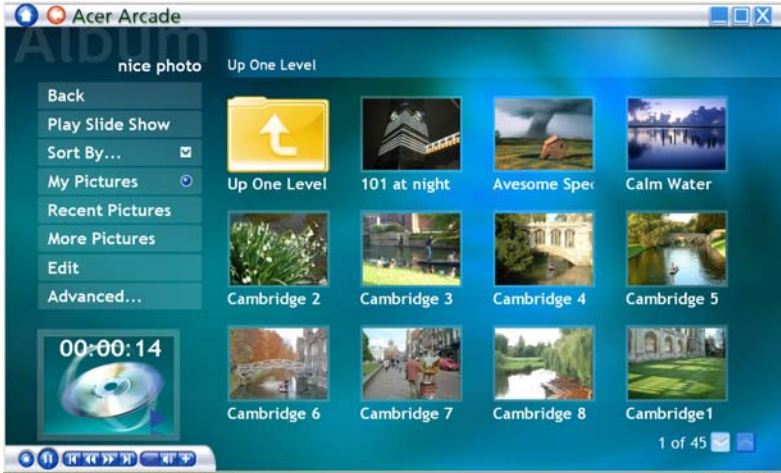 Acer Arcade
Album
nice photo
Up One Level
Back
Play Slide Show
Sort By...
My Pictures
Recent Pictures
More Pictures
Edit
Advanced...
00:00:14
Up One Level
101 at night
Avesome Spec
Calm Water
Cambridge 2
Cambridge 3
Cambridge 4
Cambridge 5
Cambridge 6
Cambridge 7
Cambridge 8
Cambridge1
1 of 45